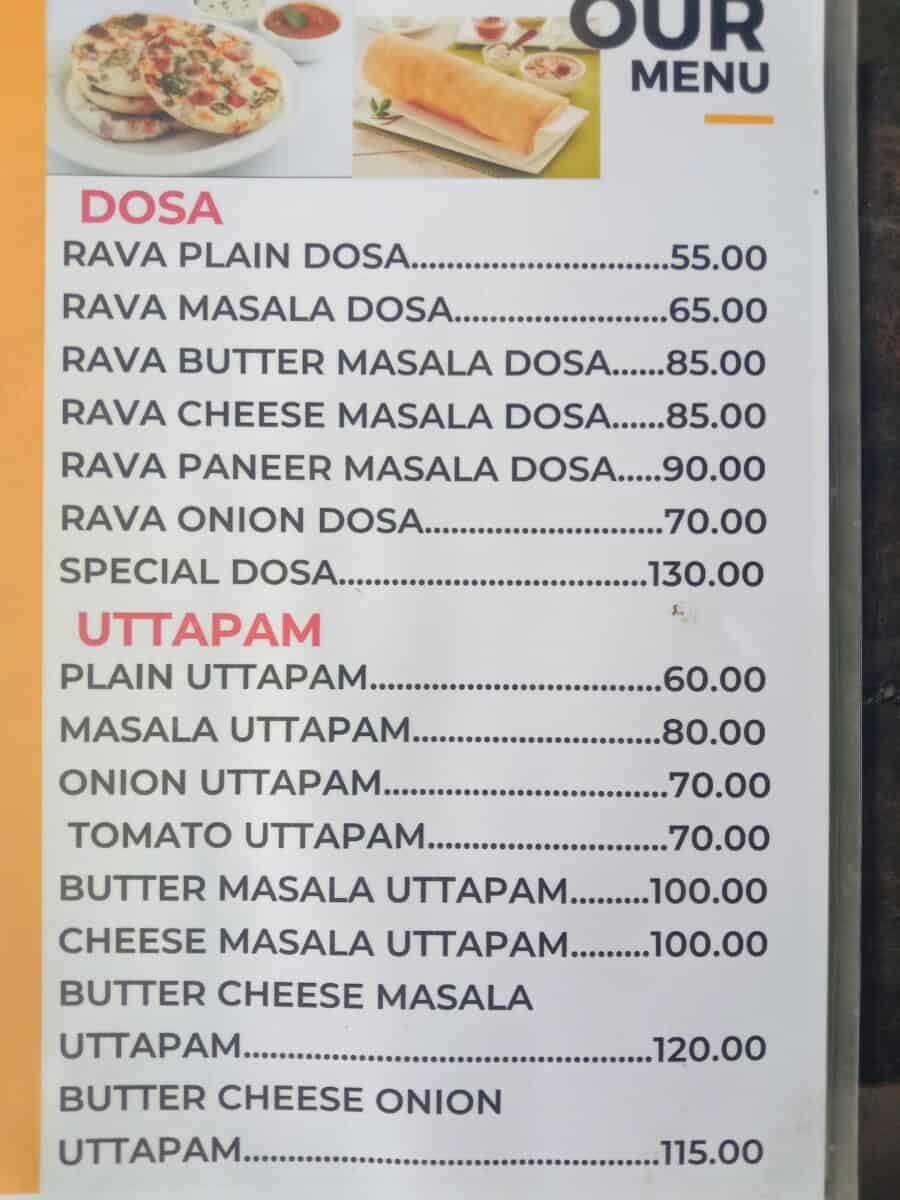 OUR
MENU
DOSA
RAVA PLAIN DOSA.............................55.00
RAVA MASALA DOSA........................65.00
RAVA BUTTER MASALA DOSA......85.00
RAVA CHEESE MASALA DOSA......85.00
RAVA PANEER MASALA DOSA.....90.00
RAVA ONION DOSA...........................70.00
SPECIAL DOSA...................................130.00
UTTAPAM
PLAIN UTTAPAM.................................60.00
MASALA UTTAPAM............................80.00
ONION UTTAPAM................................70.00
TOMATO UTTAPAM...........................70.00
BUTTER MASALA UTTAPAM.........100.00
CHEESE MASALA UTTAPAM.........100.00
BUTTER CHEESE MASALA
UTTAPAM..............................................120.00
BUTTER CHEESE ONION
UTTAPAM...............................................115.00